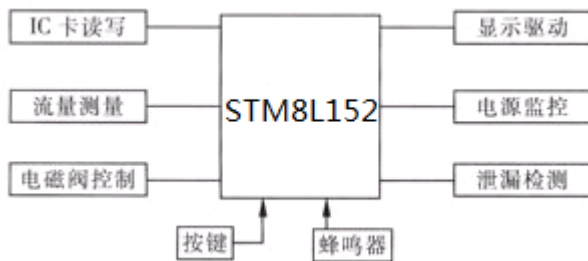 IC 卡读写
显示驱动
流量测量
STM8L152
电源监控
电磁阀控制
泄漏检测
按键
蜂鸣器